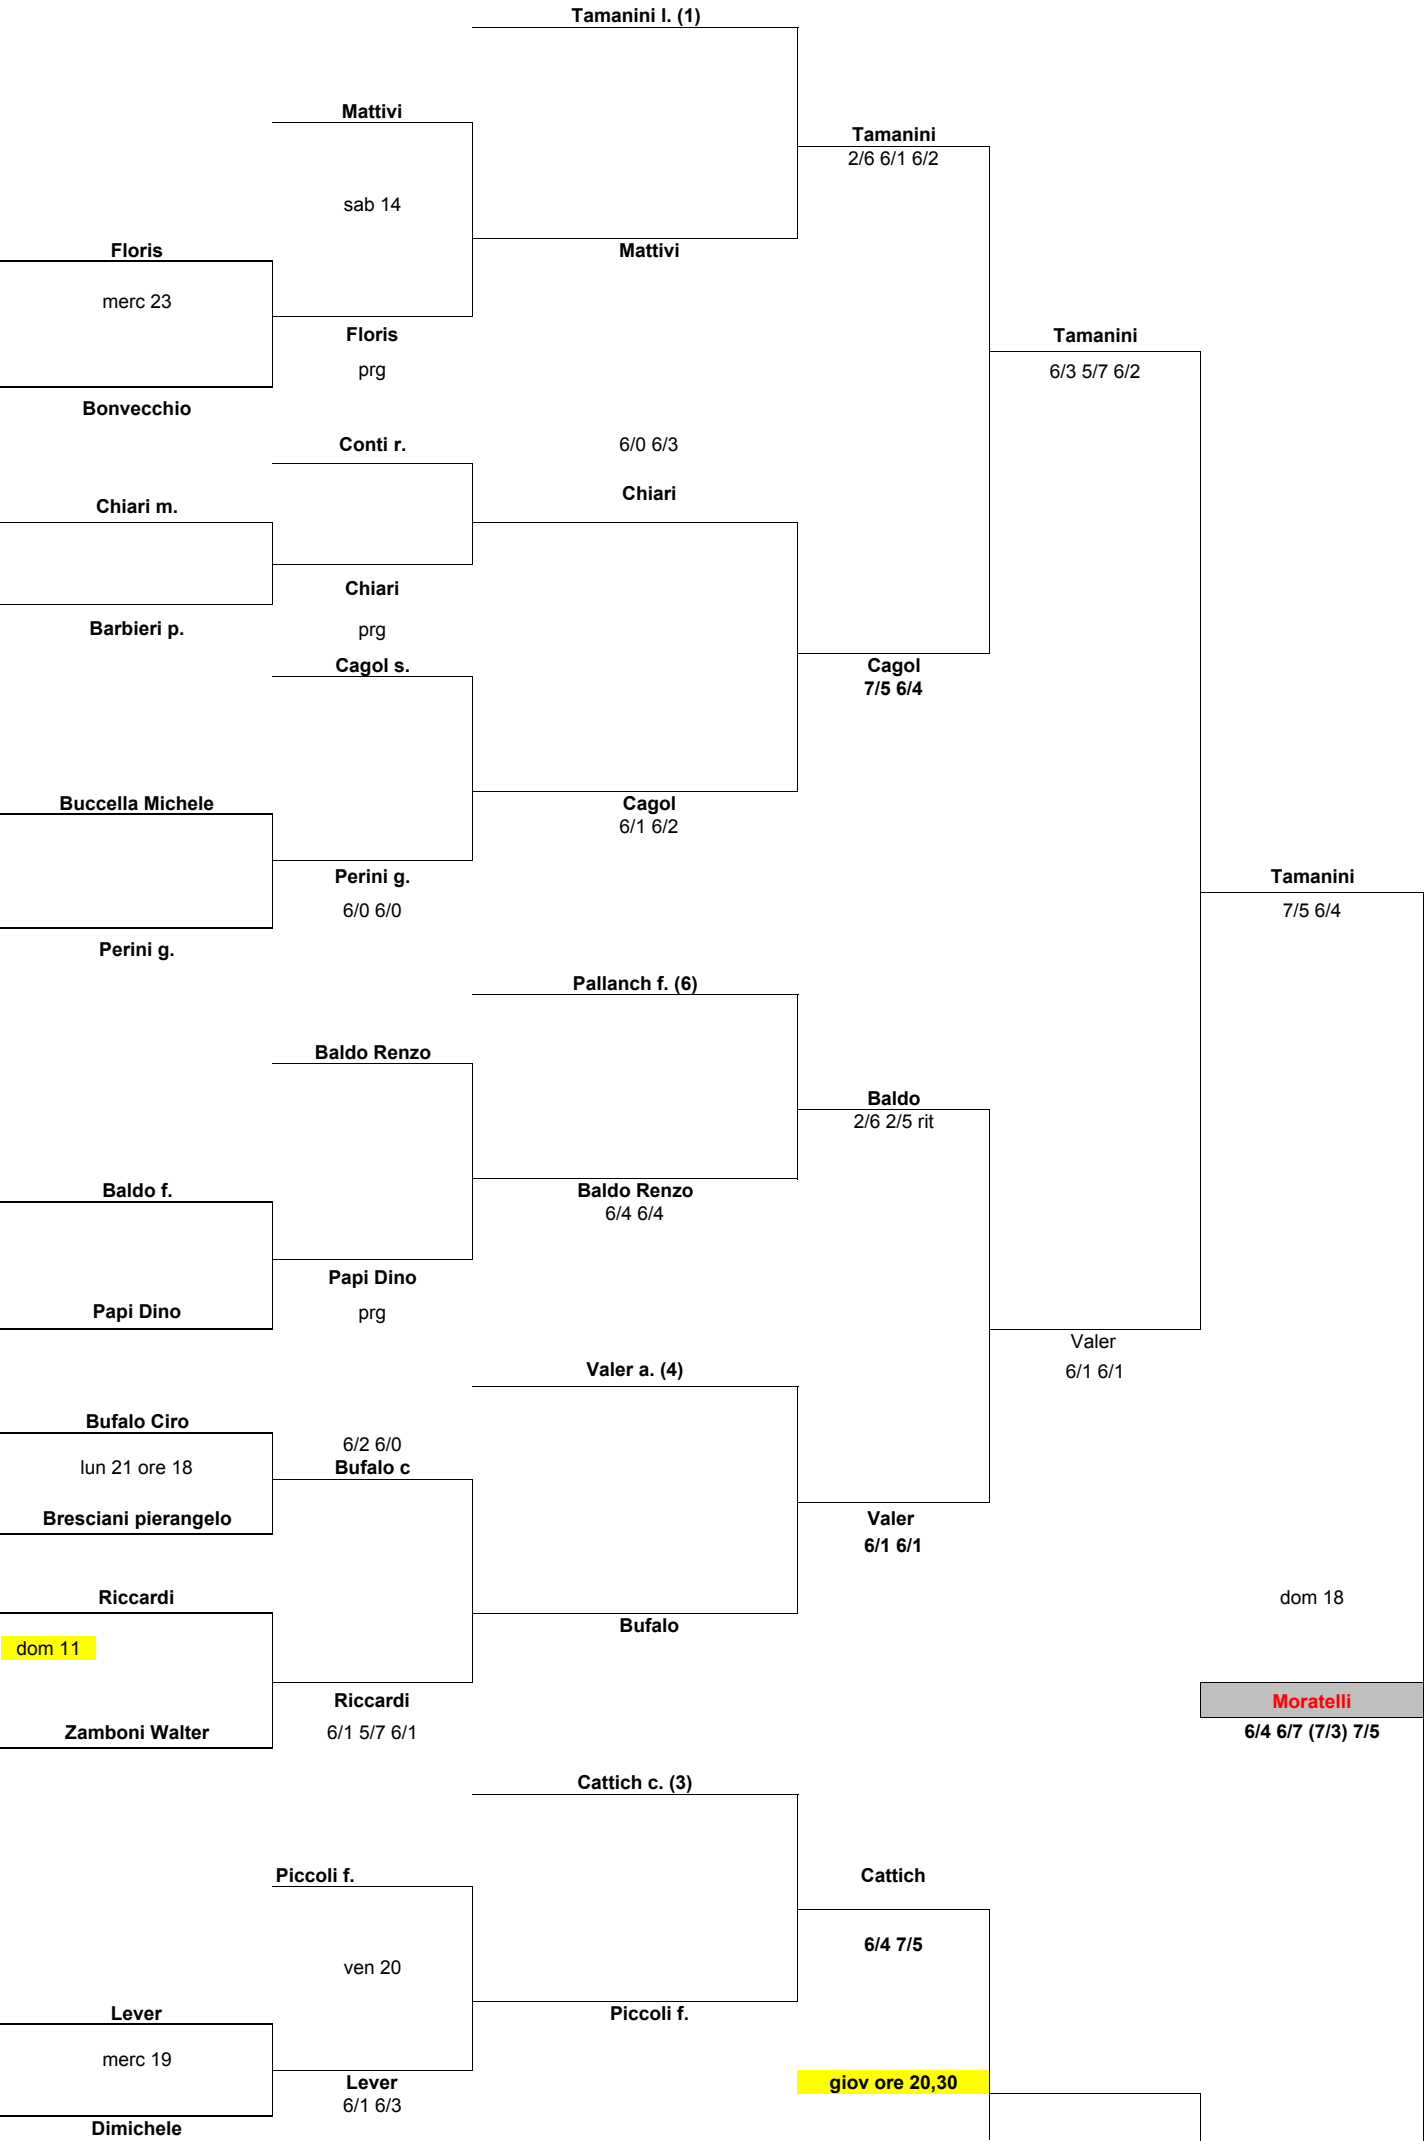 Tamanini l. (1)
Mattivi
Tamanini
2/6 6/1 6/2
sab 14
Floris
Mattivi
merc 23
Floris
Tamanini
prg
6/3 5/7 6/2
Bonvecchio
Conti r.
6/0 6/3
Chiari
Chiari m.
Chiari
Barbieri p.
prg
Cagol s.
Cagol
7/5 6/4
Buccella Michele
Cagol
6/1 6/2
Perini g.
Tamanini
6/0 6/0
7/5 6/4
Perini g.
Pallanch f. (6)
Baldo Renzo
Baldo
2/6 2/5 rit
Baldo f.
Baldo Renzo
6/4 6/4
Papi Dino
Papi Dino
prg
Valer
Valer a. (4)
6/1 6/1
Bufalo Ciro
6/2 6/0
lun 21 ore 18
Bufalo c
Bresciani pierangelo
Valer
6/1 6/1
Riccardi
dom 18
Bufalo
dom 11
Riccardi
Moratelli
Zamboni Walter
6/1 5/7 6/1
6/4 6/7 (7/3) 7/5
Cattich c. (3)
Piccoli f.
Cattich
6/4 7/5
ven 20
Lever
Piccoli f.
merc 19
Lever
giov ore 20,30
6/1 6/3
Dimichele